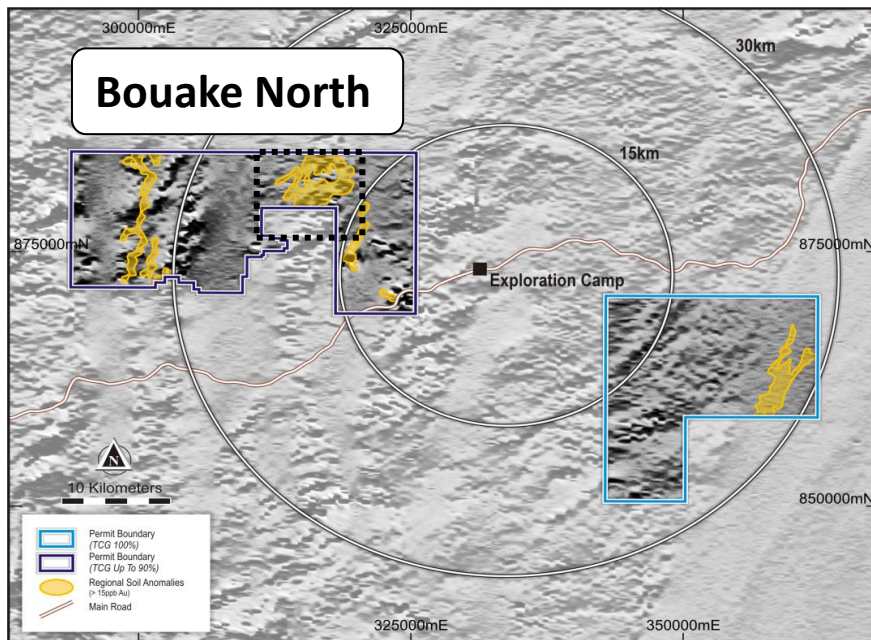 300000mE
325000mE
30km
Bouake North
15km
875000mN
875000mN
Exploration Camp
N
10 Kilometers
850000mN
Permit Boundary
(TCG 100%)
Permit Boundary
(TCG Up To 90%)
Regional Soil Anomalies
(> 15ppb Au)
Main Road
325000mE
350000mE